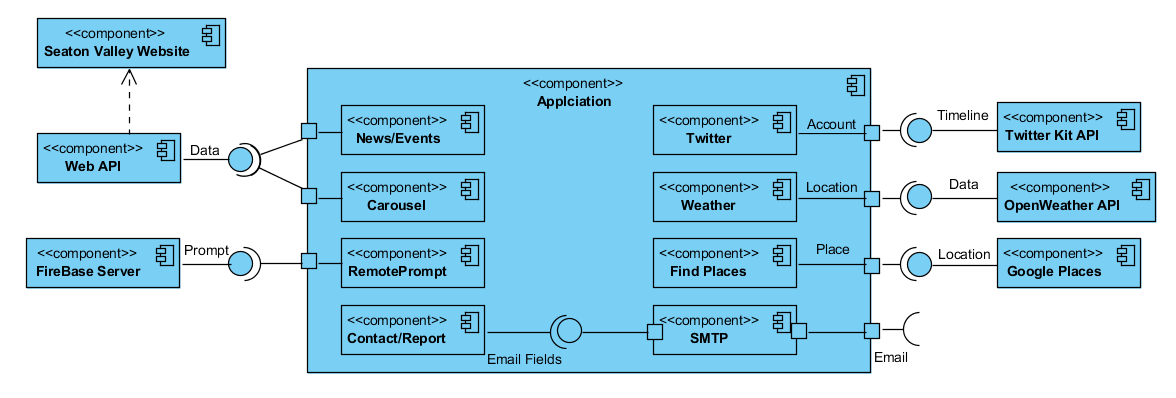 <<component>>
Seaton Valley Website
<<component>>
Applciation
<<component>>
Web API
Data
<<component>>
News/Events
<<component>>
Carousel
<<component>>
FireBase Server
Prompt
<<component>>
RemotePrompt
<<component>>
Contact/Report
Email Fields
<<component>>
Twitter
Account
Timeline
<<component>>
Twitter Kit API
<<component>>
Weather
Location
Data
<<component>>
OpenWeather API
<<component>>
Find Places
Place
Location
<<component>>
Google Places
<<component>>
SMTP
Email